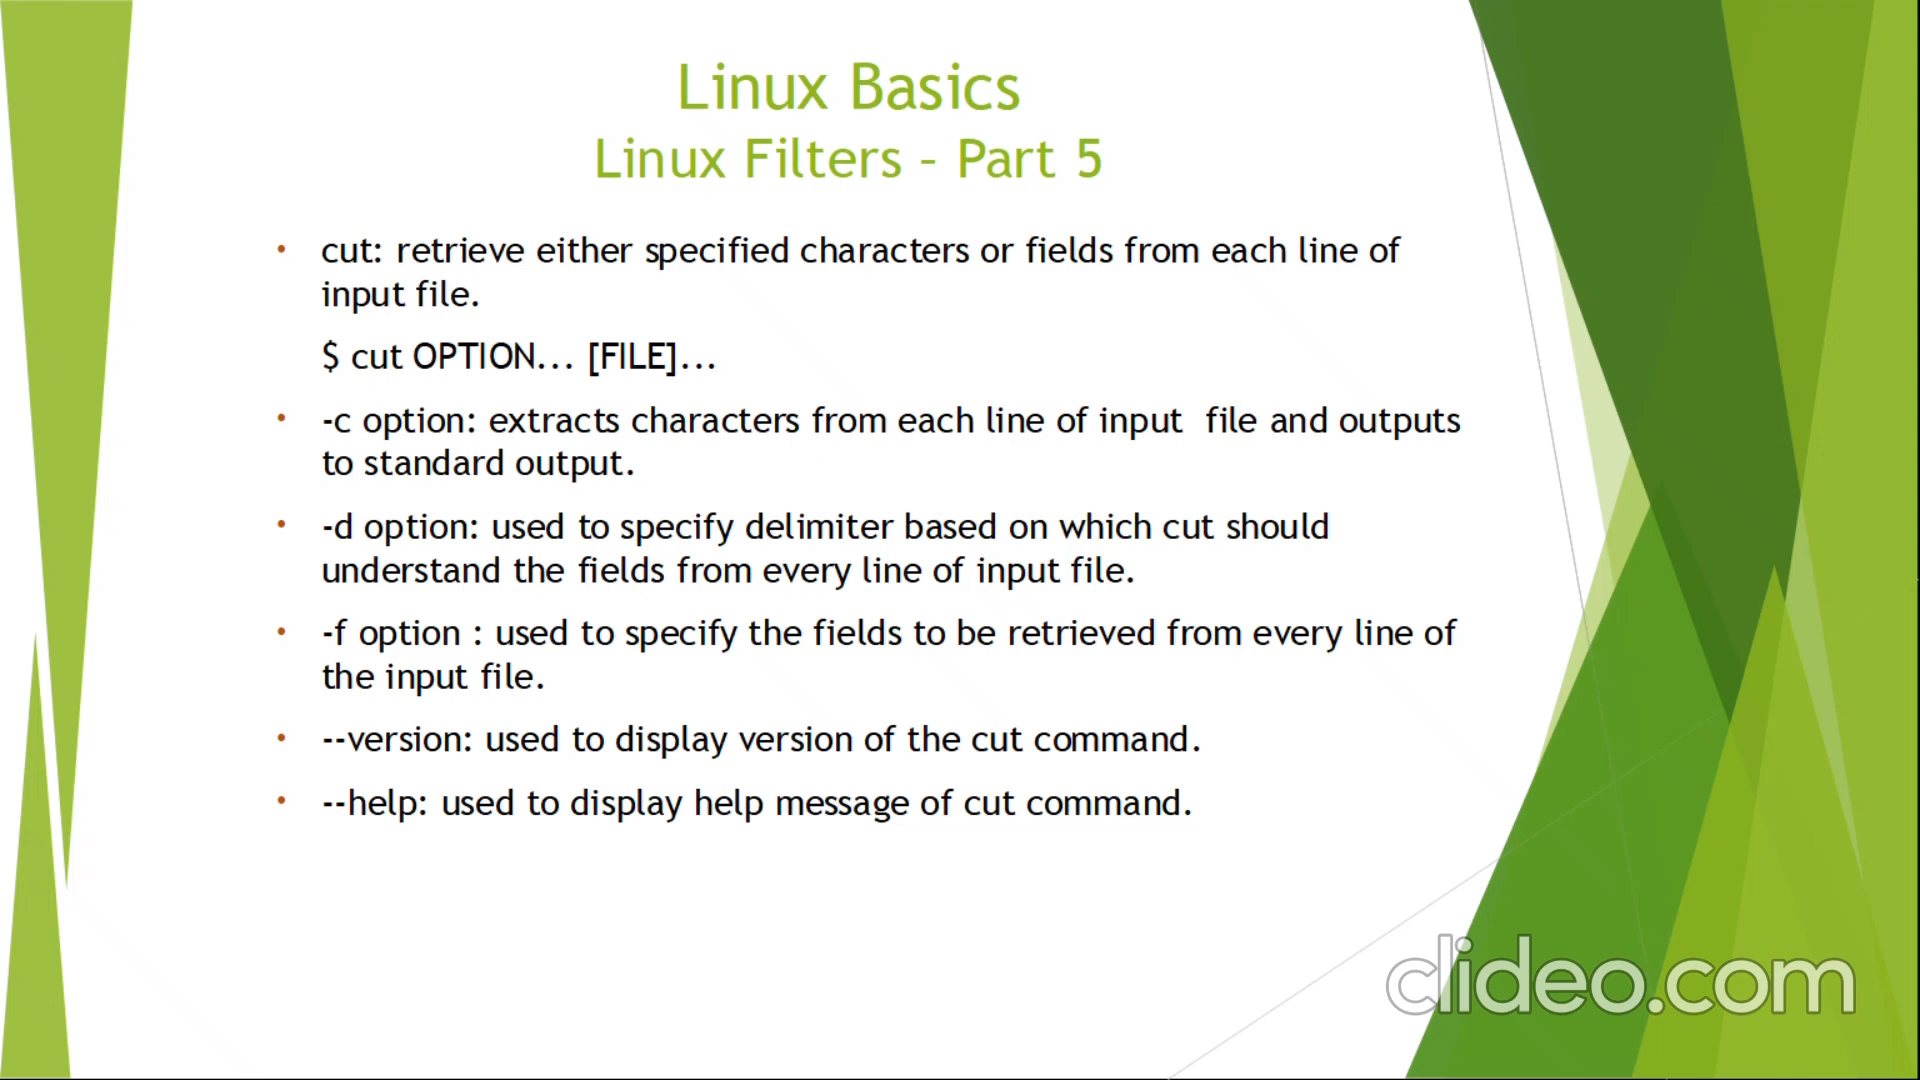 Linux Basics
Linux Filters – Part 5
• cut: retrieve either specified characters or fields from each line of
input file.
$ cut OPTION... [FILE]...
• -c option: extracts characters from each line of input  file and outputs
to standard output.
• -d option: used to specify delimiter based on which cut should
understand the fields from every line of input file.
• -f option : used to specify the fields to be retrieved from every line of
the input file.
• --version: used to display version of the cut command.
• --help: used to display help message of cut command.
clideo.com